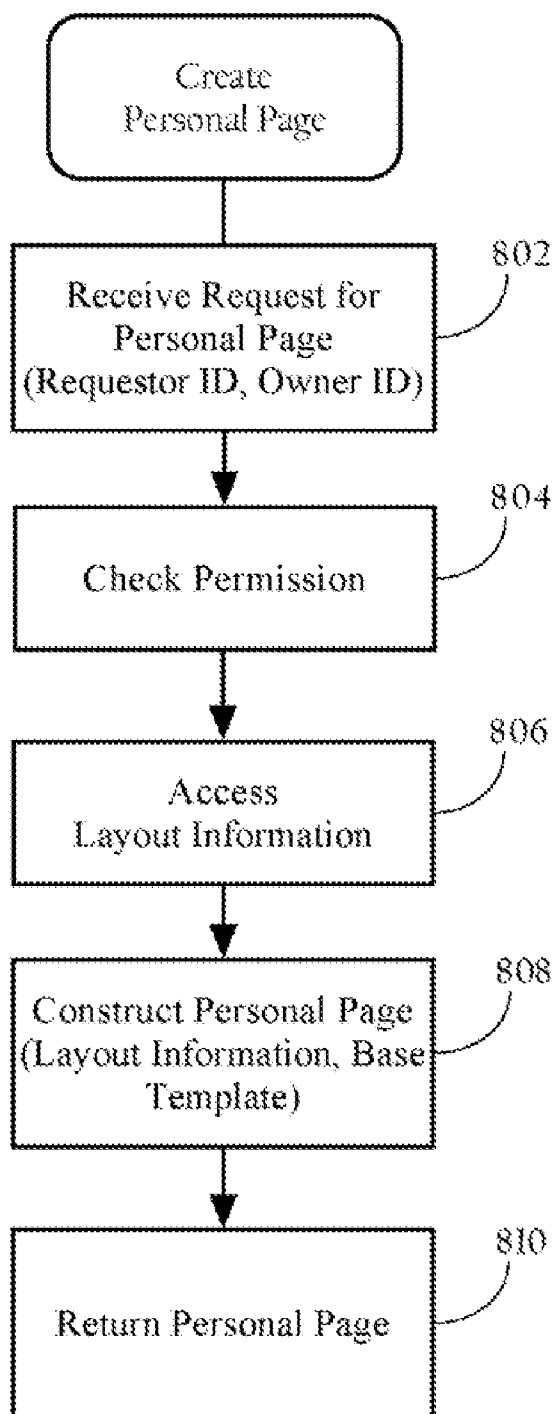 Create
Personal Page
802
Receive Request for
Personal Page
(Requestor ID, Owner ID)
804
Check Permission
806
Access
Layout Information
808
Construct Personal Page
(Layout Information, Base
Template)
810
Return Personal Page